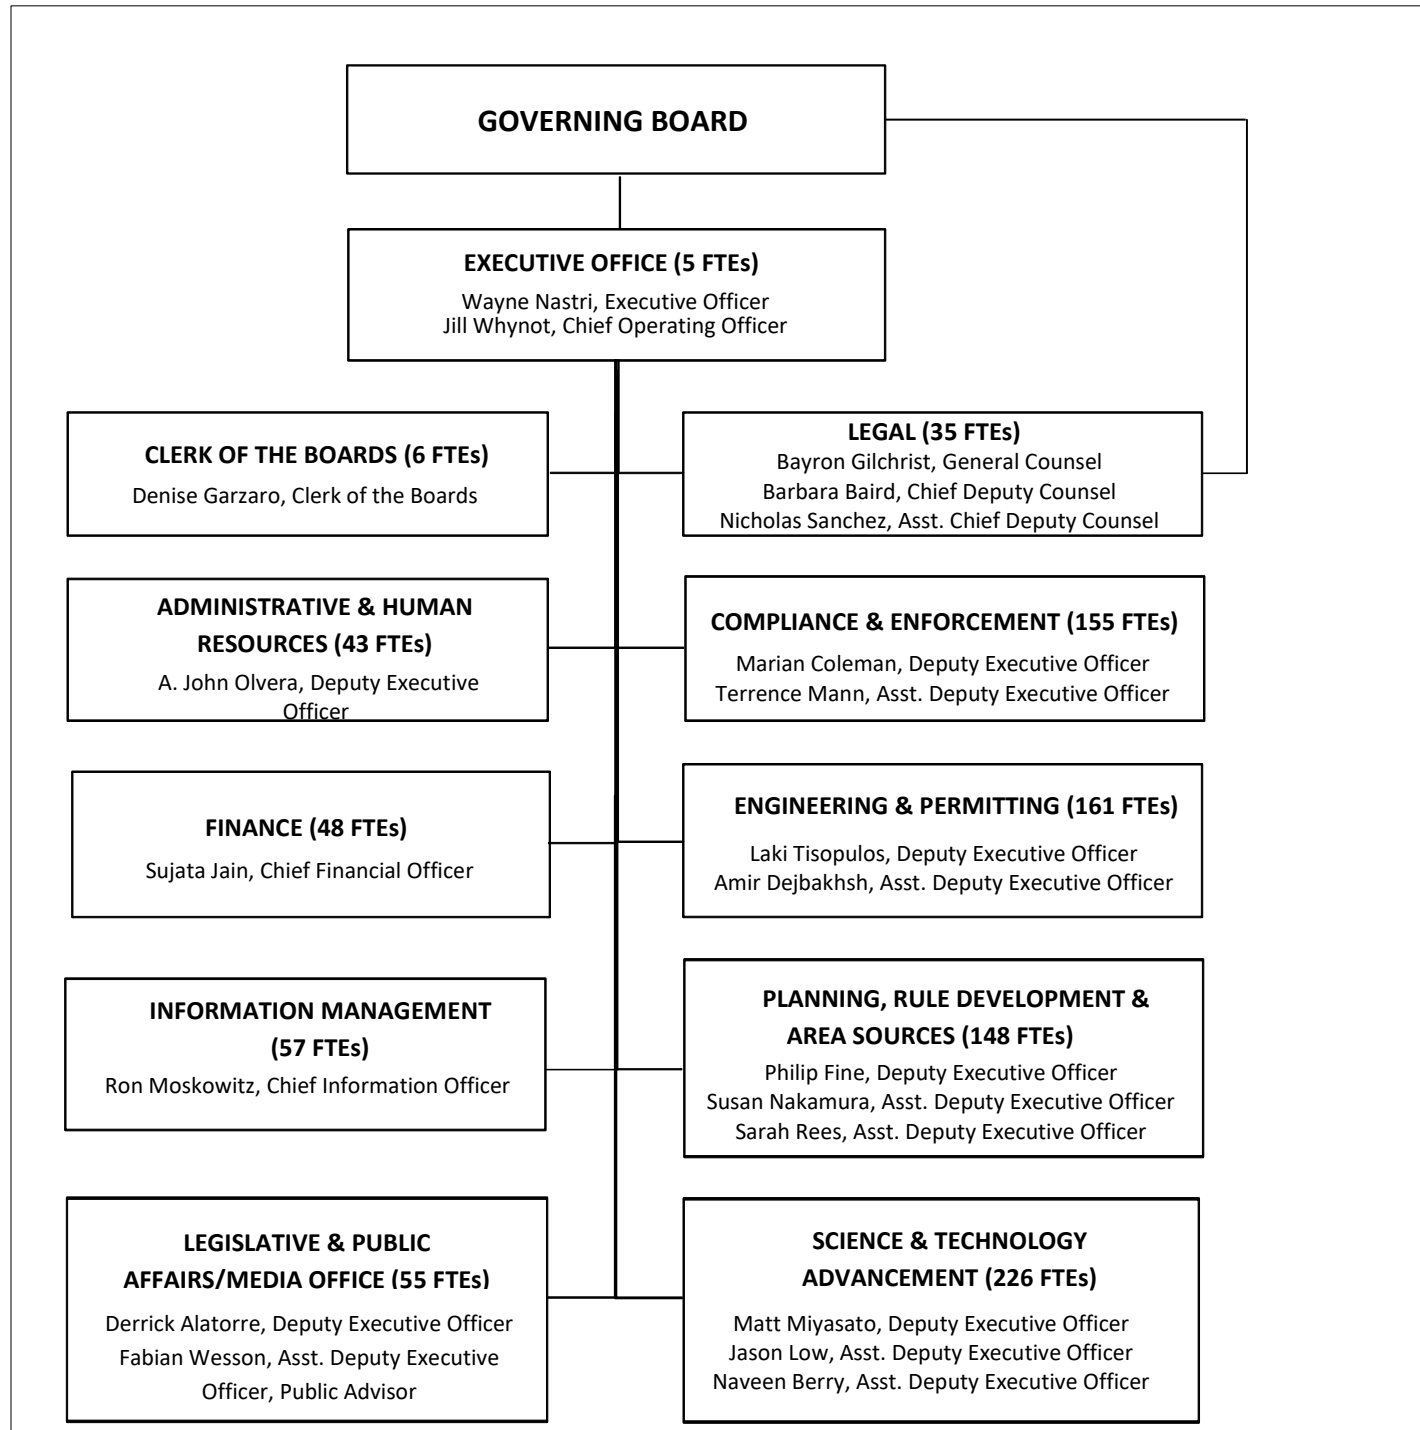 GOVERNING BOARD
EXECUTIVE OFFICE (5 FTEs)
Wayne Nastri, Executive Officer
Jill Whynot, Chief Operating Officer
CLERK OF THE BOARDS (6 FTEs)
Denise Garzaro, Clerk of the Boards
LEGAL (35 FTEs)
Bayron Gilchrist, General Counsel
Barbara Baird, Chief Deputy Counsel
Nicholas Sanchez, Asst. Chief Deputy Counsel
ADMINISTRATIVE & HUMAN
RESOURCES (43 FTEs)
A. John Olvera, Deputy Executive
Officer
COMPLIANCE & ENFORCEMENT (155 FTEs)
Marian Coleman, Deputy Executive Officer
Terrence Mann, Asst. Deputy Executive Officer
FINANCE (48 FTEs)
Sujata Jain, Chief Financial Officer
ENGINEERING & PERMITTING (161 FTEs)
Laki Tisopulos, Deputy Executive Officer
Amir Dejbakhsh, Asst. Deputy Executive Officer
INFORMATION MANAGEMENT
(57 FTEs)
Ron Moskowitz, Chief Information Officer
PLANNING, RULE DEVELOPMENT &
AREA SOURCES (148 FTEs)
Philip Fine, Deputy Executive Officer
Susan Nakamura, Asst. Deputy Executive Officer
Sarah Rees, Asst. Deputy Executive Officer
LEGISLATIVE & PUBLIC
AFFAIRS/MEDIA OFFICE (55 FTEs)
Derrick Alatorre, Deputy Executive Officer
Fabian Wesson, Asst. Deputy Executive
Officer, Public Advisor
SCIENCE & TECHNOLOGY
ADVANCEMENT (226 FTEs)
Matt Miyasato, Deputy Executive Officer
Jason Low, Asst. Deputy Executive Officer
Naveen Berry, Asst. Deputy Executive Officer